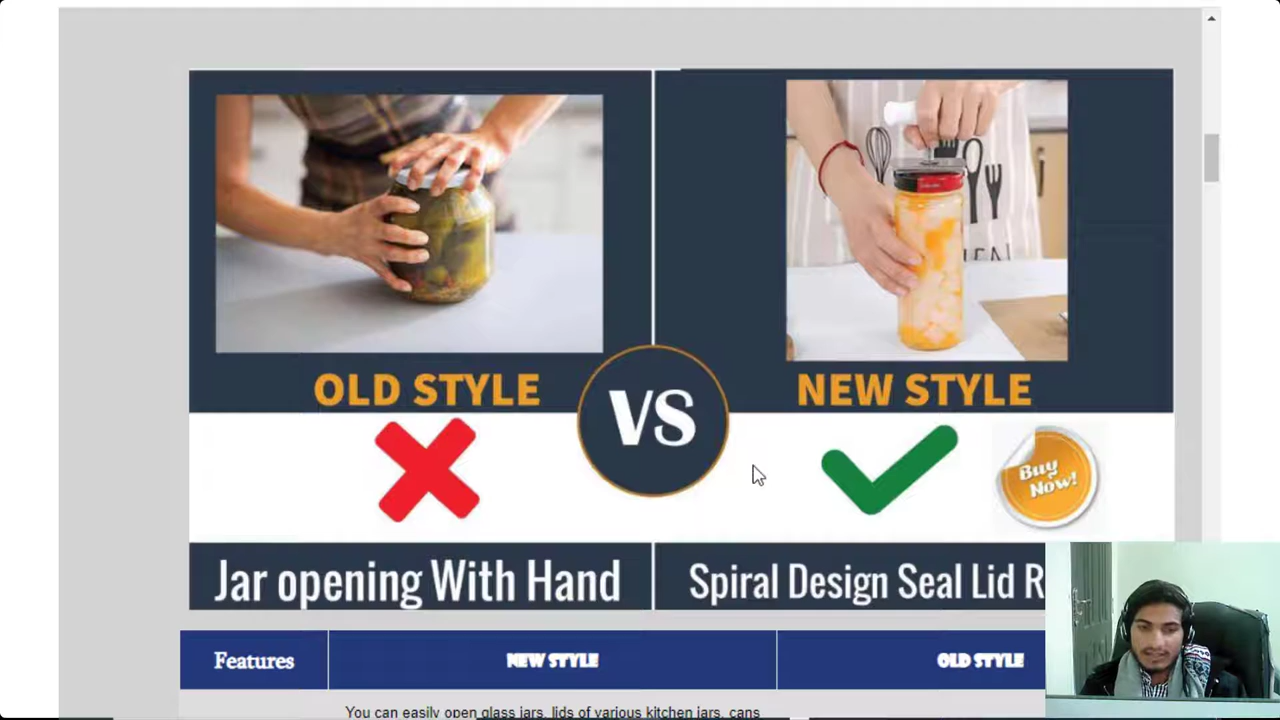 OLD STYLE
VS
NEW STYLE
Buy
Now!
Jar opening With Hand
Spiral Design Seal Lid R
Features
NEW STYLE
OLD STYLE
You can easily open glass jars, lids of various kitchen jars, cans